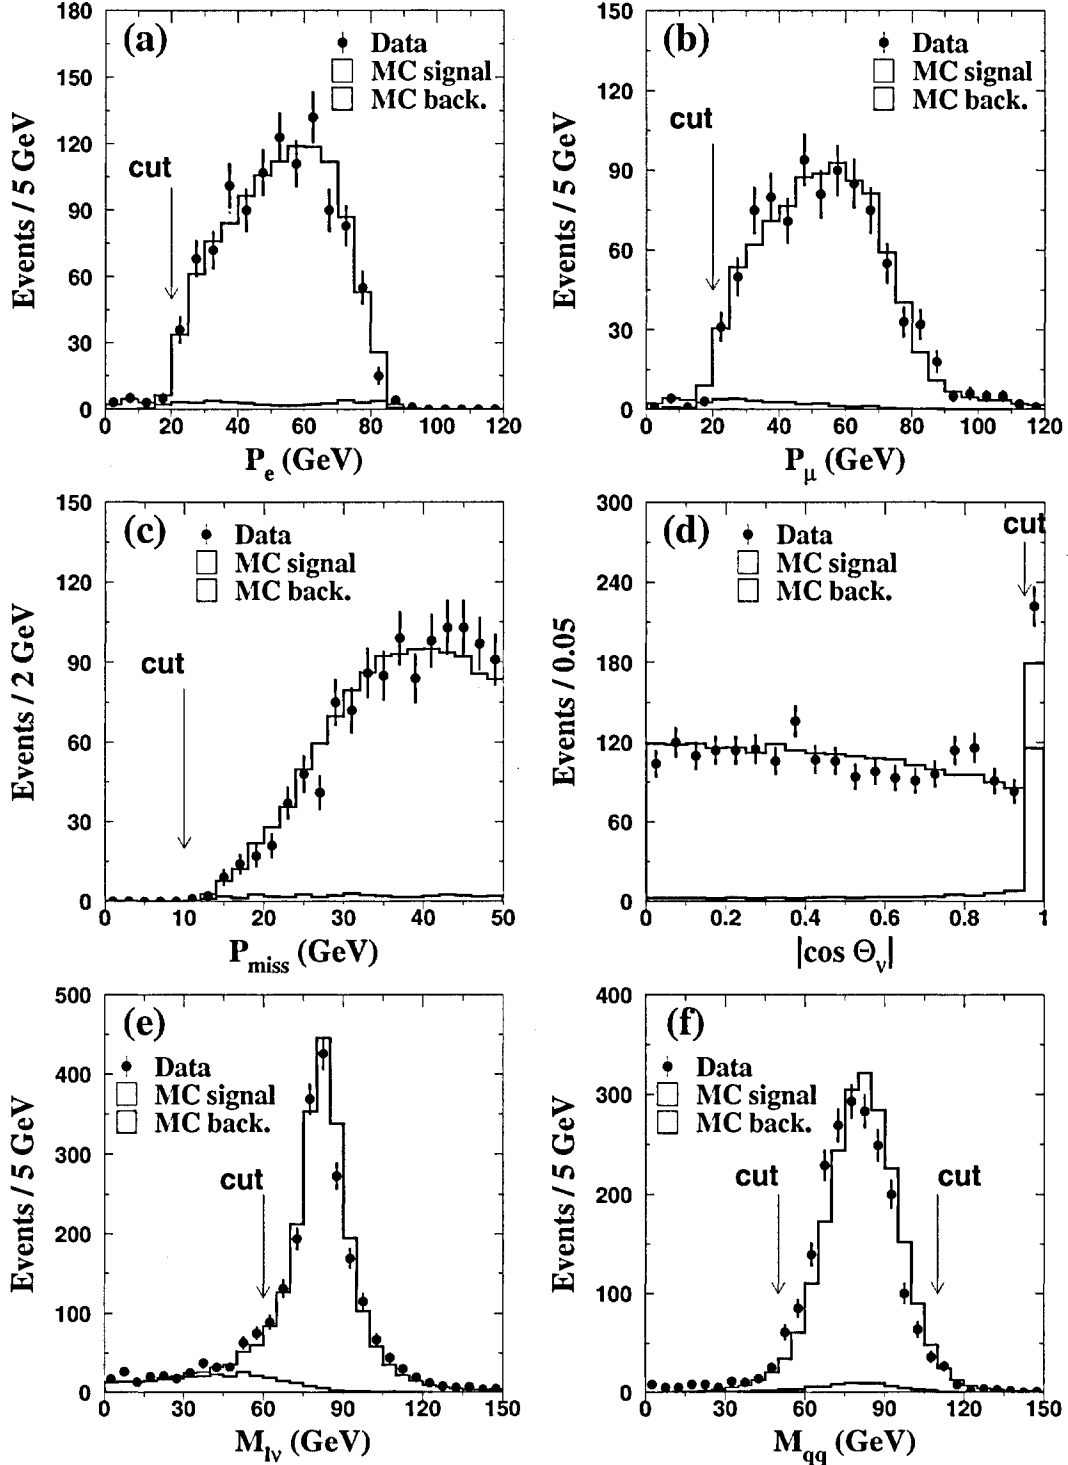 (a)
Data
MC signal
MC back.
cut
Events / 5 GeV
180
150
120
90
60
30
0
0 20 40 60 80 100 120
P_e (GeV)
(b)
Data
MC signal
MC back.
cut
Events / 5 GeV
150
120
90
60
30
0
0 20 40 60 80 100 120
P_μ (GeV)
(c)
Data
MC signal
MC back.
cut
Events / 2 GeV
150
120
90
60
30
0
0 10 20 30 40 50
P_miss (GeV)
(d)
Data
MC signal
MC back.
cut
Events / 0.05
300
240
180
120
60
0
0 0.2 0.4 0.6 0.8 1
|cos Θ_ν|
(e)
Data
MC signal
MC back.
cut
Events / 5 GeV
500
400
300
200
100
0
0 30 60 90 120 150
M_lν (GeV)
(f)
Data
MC signal
MC back.
cut
cut
Events / 5 GeV
400
300
200
100
0
0 30 60 90 120 150
M_qq (GeV)